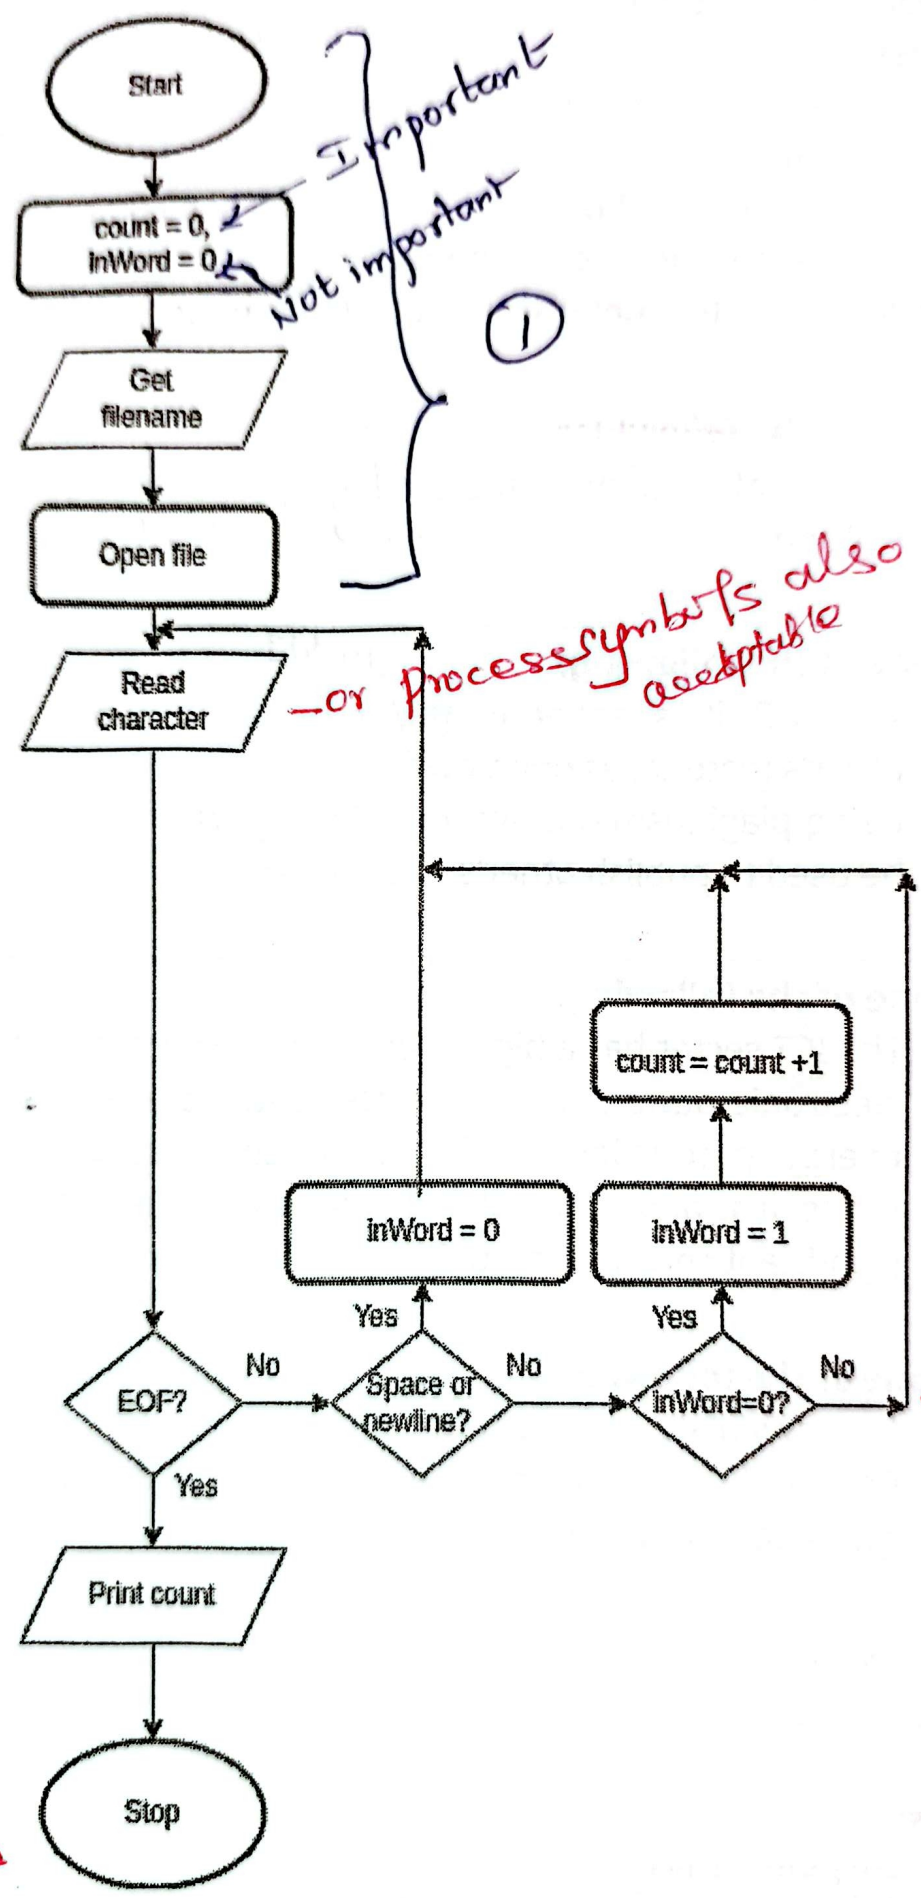 Start
Important
count = 0,
inWord = 0
Not important
1
Get
filename
Open file
Read
character
or Process symbol is also
acceptable
count = count +1
inWord = 0
inWord = 1
Yes
Yes
EOF?
No
Space or
newline?
No
inWord=0?
No
Yes
Print count
Stop